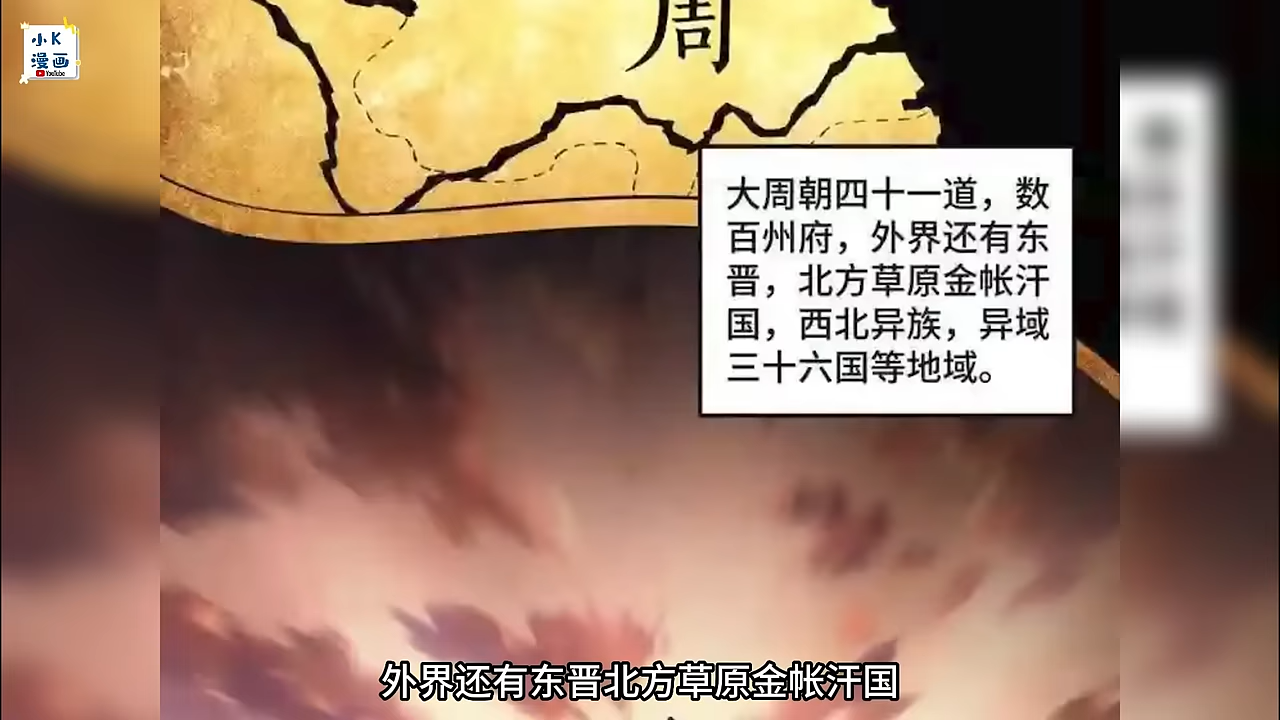 小K
漫画
YouTube
周
大周朝四十一道，数
百州府，外界还有东
晋，北方草原金帐汗
国，西北异族，异域
三十六国等地域。
外界还有东晋北方草原金帐汗国